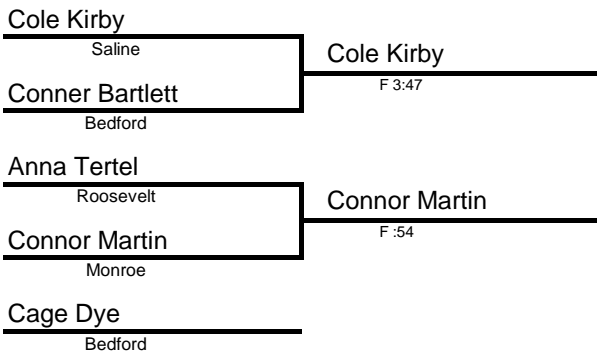 Cole Kirby
Saline
Cole Kirby
F 3:47
Conner Bartlett
Bedford
Anna Tertel
Roosevelt
Connor Martin
F :54
Connor Martin
Monroe
Cage Dye
Bedford